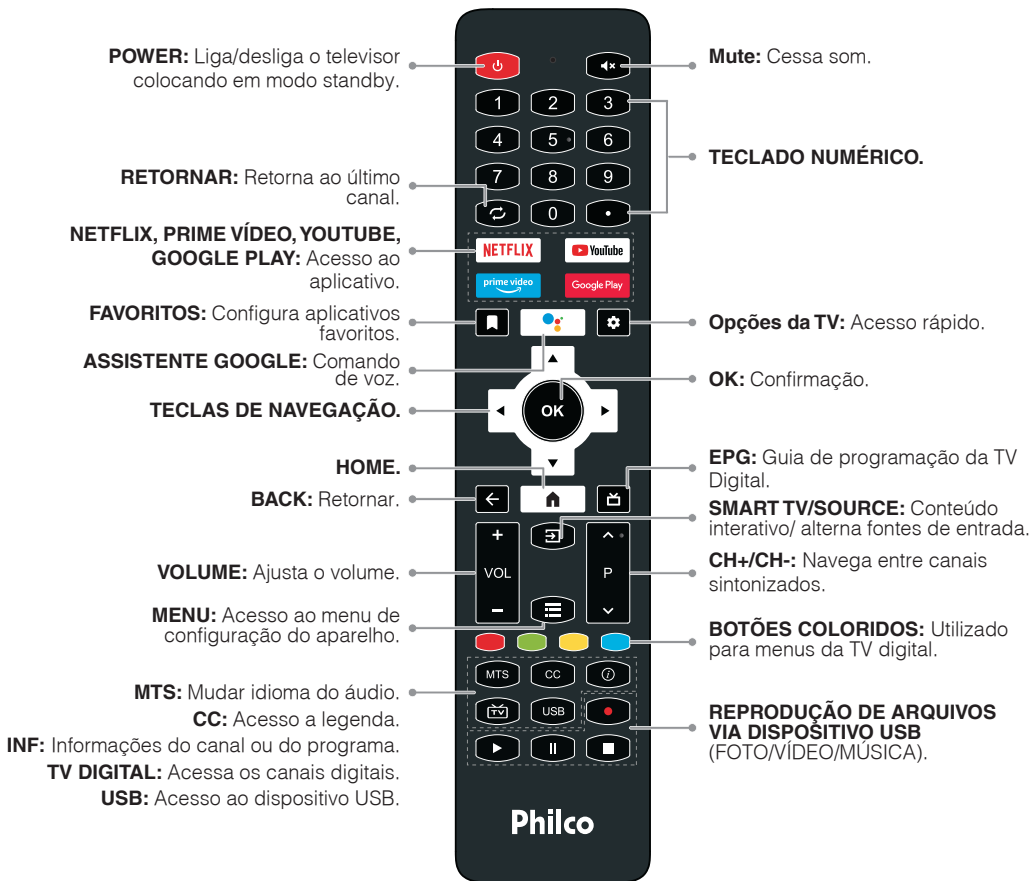 POWER: Liga/desliga o televisor
colocando em modo standby.
RETORNAR: Retorna ao último
canal.
NETFLIX, PRIME VÍDEO, YOUTUBE,
GOOGLE PLAY: Acesso ao
aplicativo.
FAVORITOS: Configura aplicativos
favoritos.
ASSISTENTE GOOGLE: Comando
de voz.
TECLAS DE NAVEGAÇÃO.
HOME.
BACK: Retornar.
VOLUME: Ajusta o volume.
MENU: Acesso ao menu de
configuração do aparelho.
MTS: Mudar idioma do áudio.
CC: Acesso a legenda.
INF: Informações do canal ou do programa.
TV DIGITAL: Acessa os canais digitais.
USB: Acesso ao dispositivo USB.
1 2 3
4 5 6
7 8 9
0 •
NETFLIX YouTube
prime video Google Play
OK
+
VOL P
−
MTS CC i
TV USB
Philco
Mute: Cessa som.
TECLADO NUMÉRICO.
Opções da TV: Acesso rápido.
OK: Confirmação.
EPG: Guia de programação da TV
Digital.
SMART TV/SOURCE: Conteúdo
interativo/ alterna fontes de entrada.
CH+/CH-: Navega entre canais
sintonizados.
BOTÕES COLORIDOS: Utilizado
para menus da TV digital.
REPRODUÇÃO DE ARQUIVOS
VIA DISPOSITIVO USB
(FOTO/VÍDEO/MÚSICA).